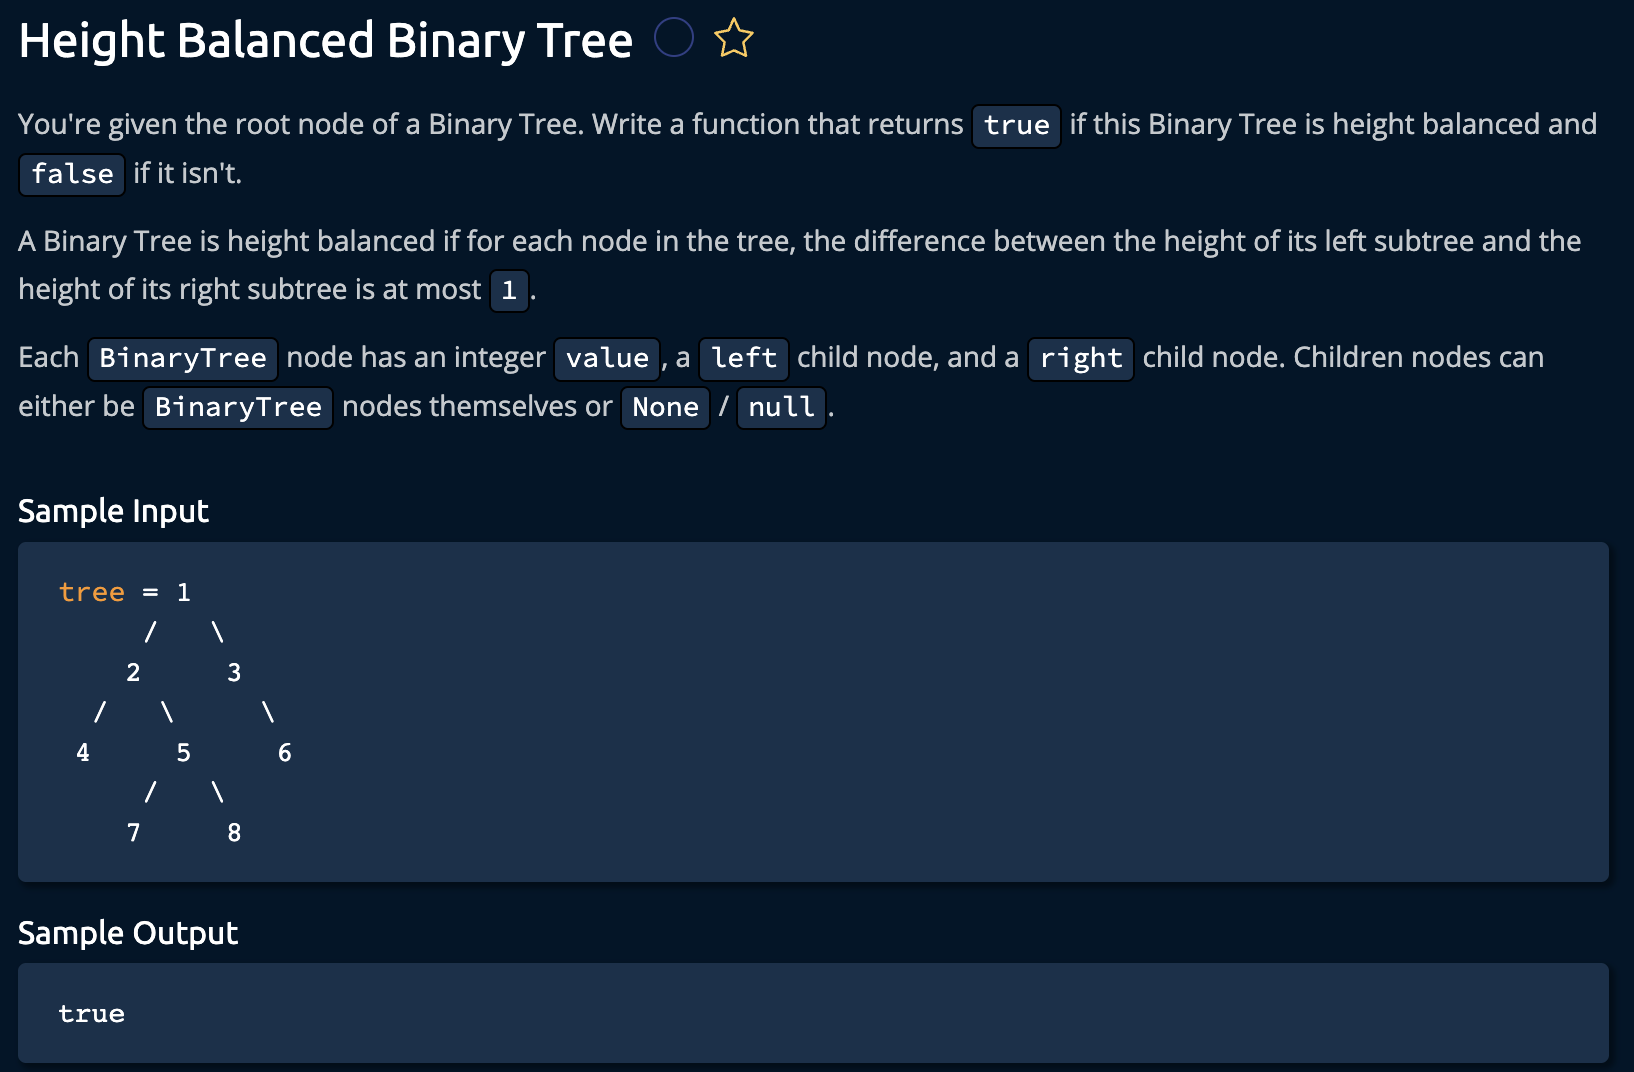 Height Balanced Binary Tree
You're given the root node of a Binary Tree. Write a function that returns true if this Binary Tree is height balanced and
false if it isn't.
A Binary Tree is height balanced if for each node in the tree, the difference between the height of its left subtree and the
height of its right subtree is at most 1.
Each BinaryTree node has an integer value, a left child node, and a right child node. Children nodes can
either be BinaryTree nodes themselves or None / null.
Sample Input
tree = 1
/ \
2 3
/ \ \
4 5 6
/ \
7 8
Sample Output
true